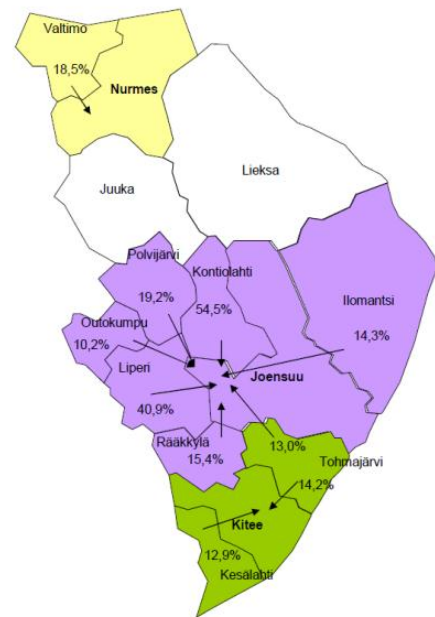 Valtimo
18,5%
Nurmes
Lieksa
Juuka
Polvijärvi
Kontiolahti
19,2%
54,5%
Ilomantsi
Outokumpu
14,3%
10,2%
Liperi
Joensuu
40,9%
Rääkkylä
13,0%
15,4%
Tohmajärvi
14,2%
Kitee
12,9%
Kesälahti